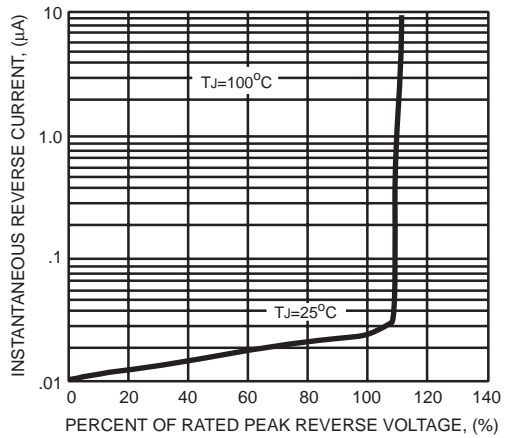 INSTANTANEOUS REVERSE CURRENT, (μA)
10
1.0
.1
.01
TJ=100°C
TJ=25°C
0 20 40 60 80 100 120 140
PERCENT OF RATED PEAK REVERSE VOLTAGE, (%)